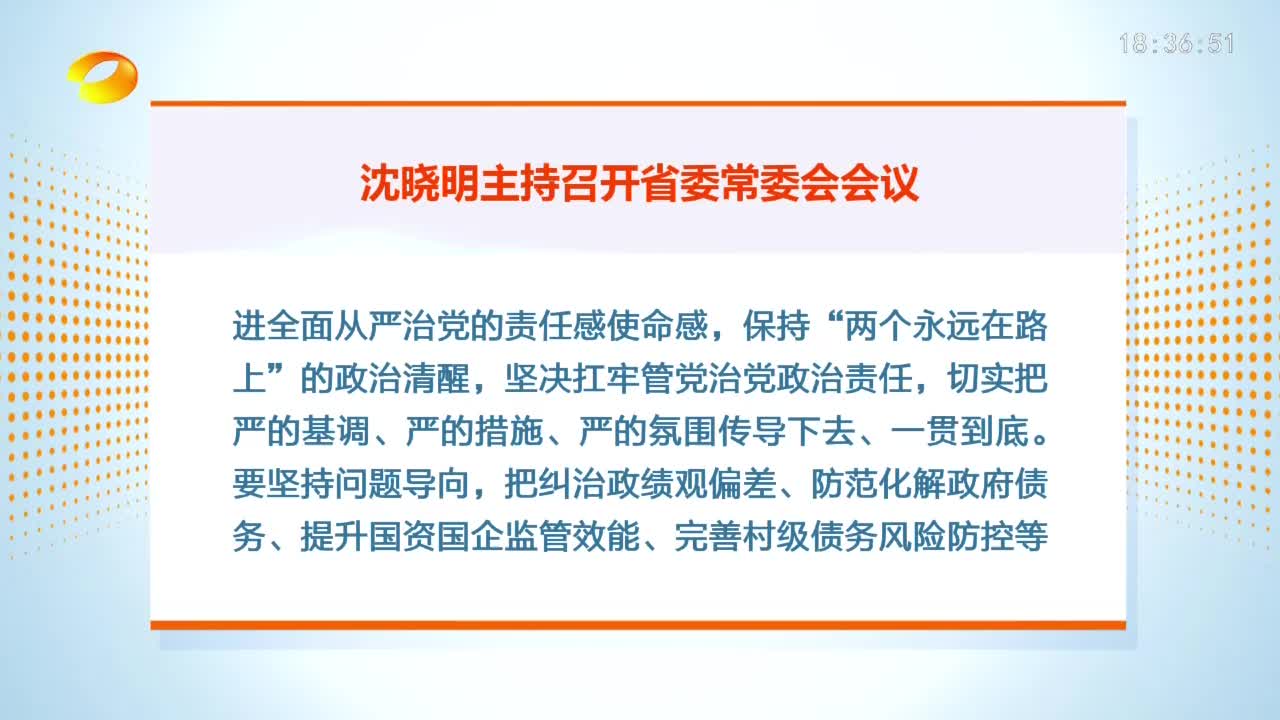 18:36:51
沈晓明主持召开省委常委会会议
进全面从严治党的责任感使命感，保持“两个永远在路
上”的政治清醒，坚决扛牢管党治党政治责任，切实把
严的基调、严的措施、严的氛围传导下去、一贯到底。
要坚持问题导向，把纠治政绩观偏差、防范化解政府债
务、提升国资国企监管效能、完善村级债务风险防控等